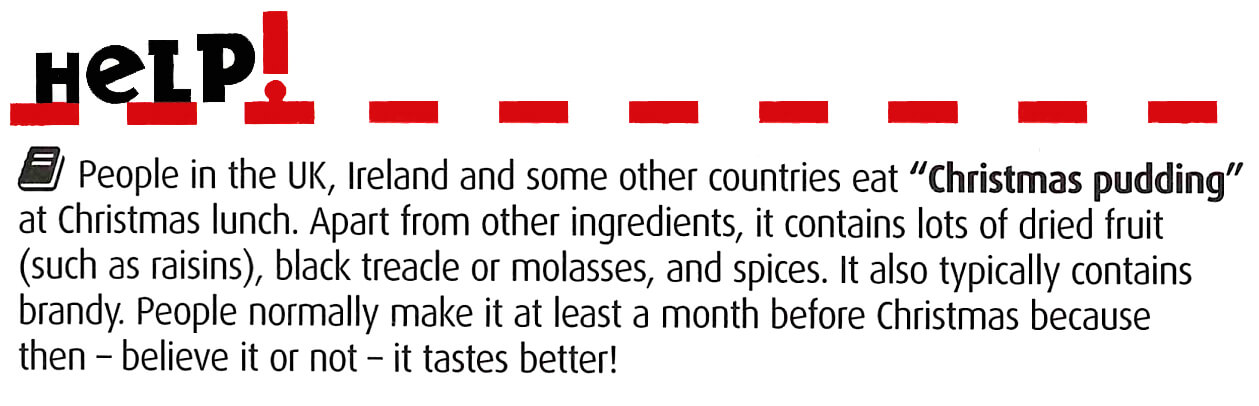 HeLP!
People in the UK, Ireland and some other countries eat “Christmas pudding”
at Christmas lunch. Apart from other ingredients, it contains lots of dried fruit
(such as raisins), black treacle or molasses, and spices. It also typically contains
brandy. People normally make it at least a month before Christmas because
then – believe it or not – it tastes better!